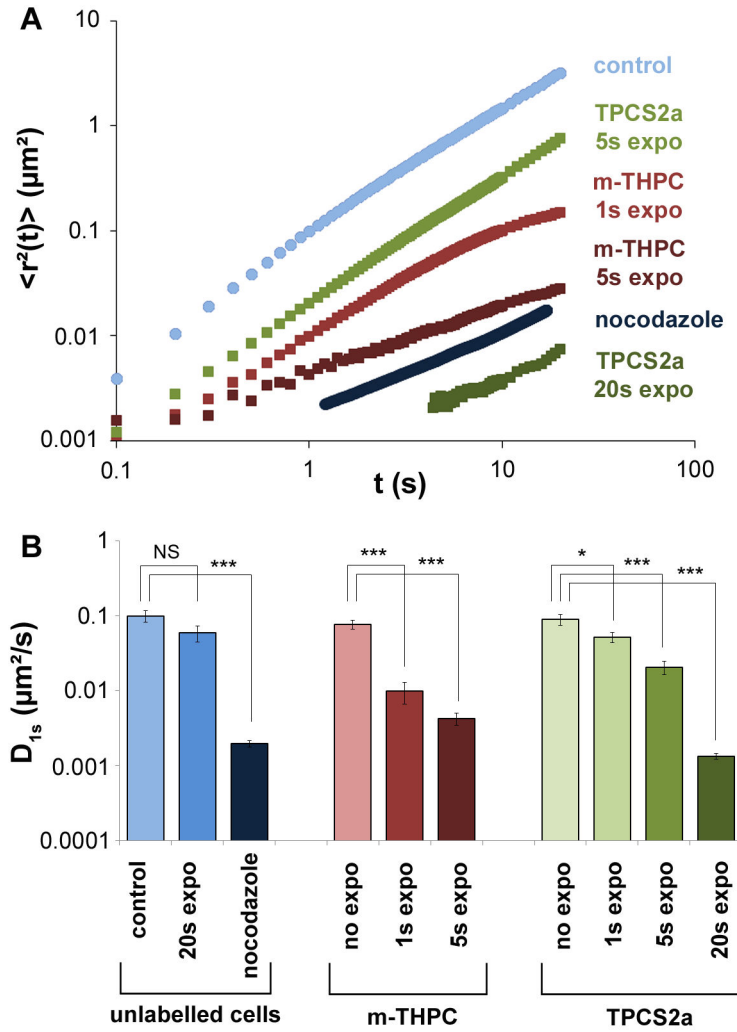 A
10
1
0.1
0.01
0.001
0.1
1
10
100
<r²(t)> (µm²)
t (s)
control
TPCS2a
5s expo
m-THPC
1s expo
m-THPC
5s expo
nocodazole
TPCS2a
20s expo
B
1
0.1
0.01
0.001
0.0001
D1s (µm²/s)
NS
***
***
***
*
***
***
control
20s expo
nocodazole
no expo
1s expo
5s expo
no expo
1s expo
5s expo
20s expo
unlabelled cells
m-THPC
TPCS2a